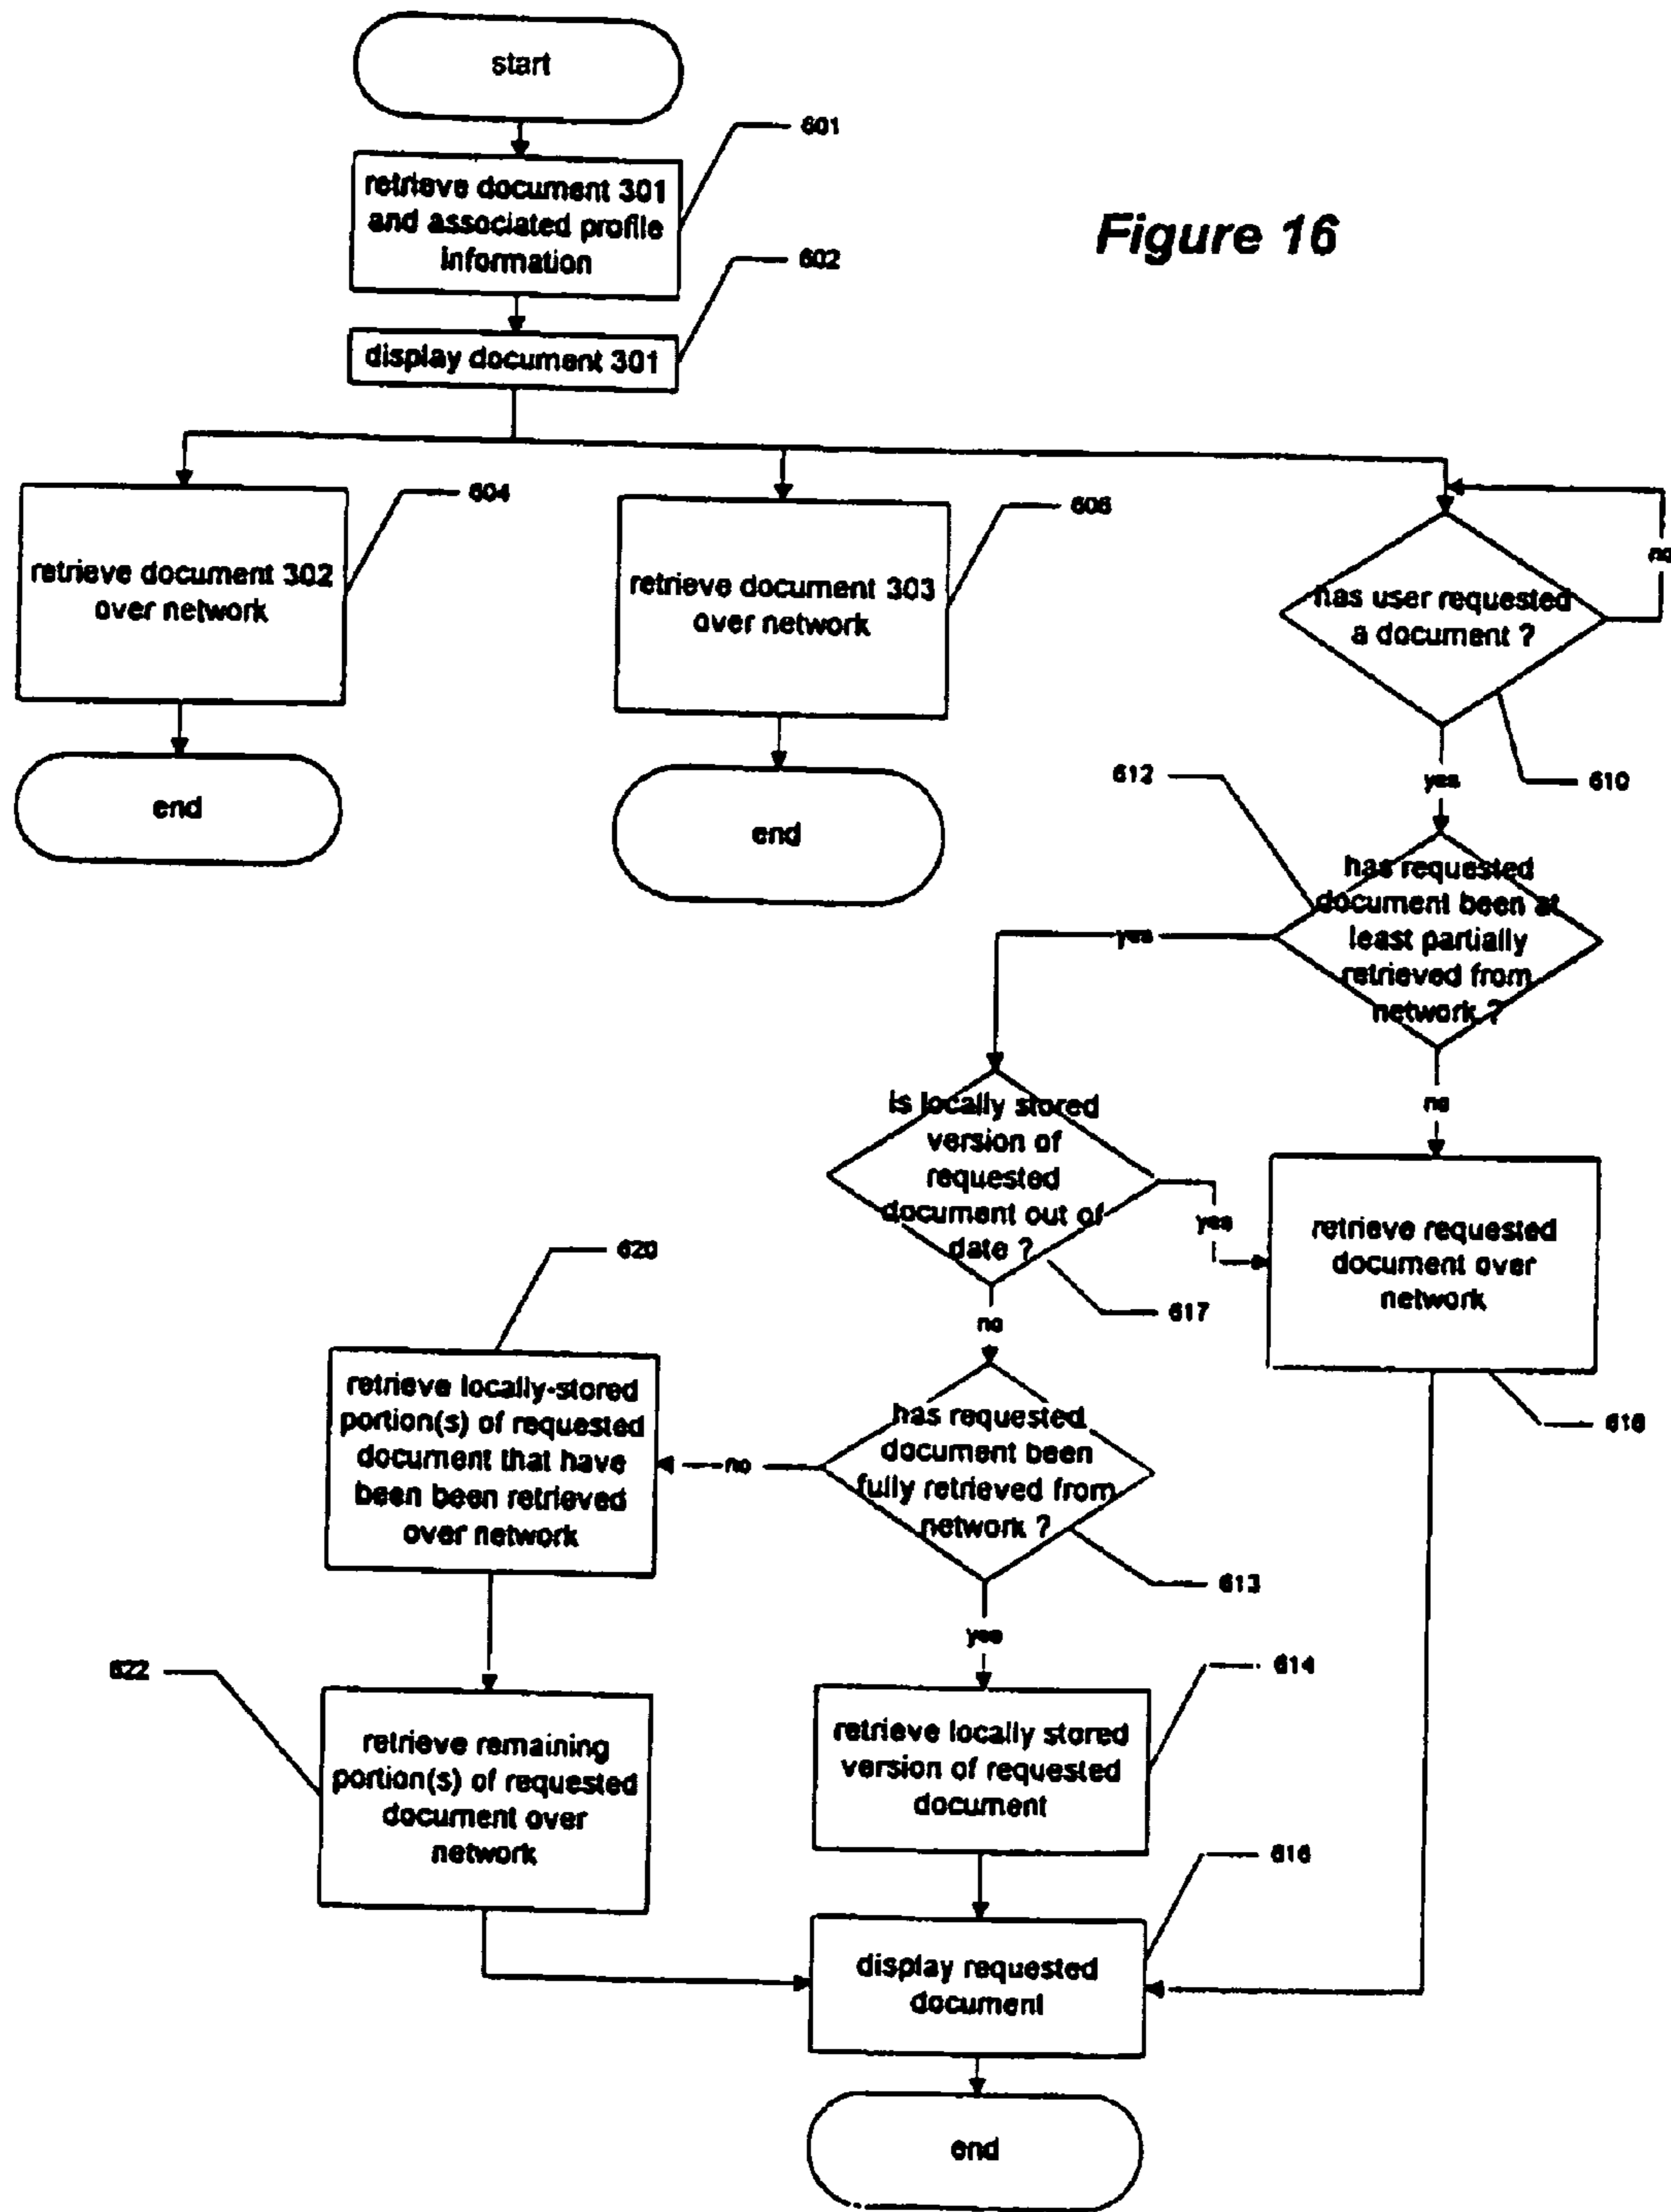 start
601
retrieve document 301
and associated profile
information
Figure 16
602
display document 301
604
606
no
retrieve document 302
over network
retrieve document 303
over network
has user requested
a document ?
end
end
612
yes
610
has requested
document been at
least partially
retrieved from
network ?
yes
no
is locally stored
version of
requested
document out of
date ?
yes
retrieve requested
document over
network
617
no
620
retrieve locally-stored
portion(s) of requested
document that have
been been retrieved
over network
no
has requested
document been
fully retrieved from
network ?
618
613
yes
622
614
retrieve remaining
portion(s) of requested
document over
network
retrieve locally stored
version of requested
document
616
display requested
document
end